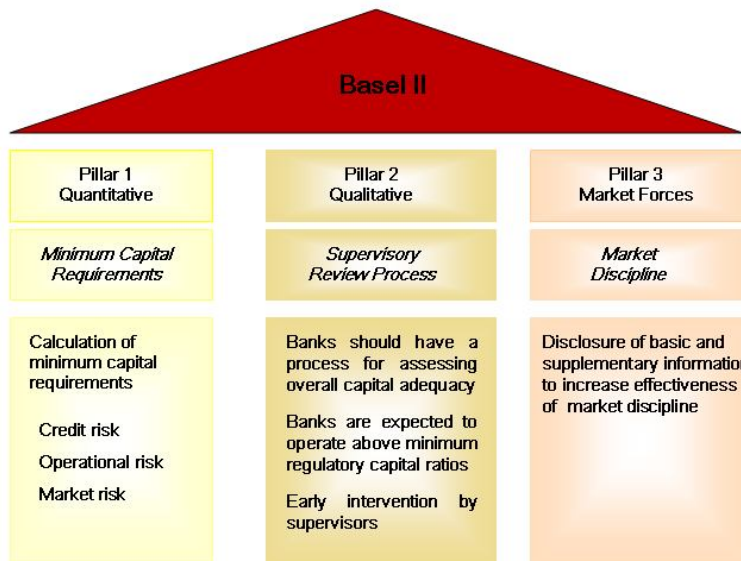 Basel II
Pillar 1
Quantitative
Minimum Capital
Requirements
Calculation of
minimum capital
requirements
Credit risk
Operational risk
Market risk
Pillar 2
Qualitative
Supervisory
Review Process
Banks should have a
process for assessing
overall capital adequacy
Banks are expected to
operate above minimum
regulatory capital ratios
Early intervention by
supervisors
Pillar 3
Market Forces
Market
Discipline
Disclosure of basic and
supplementary information
to increase effectiveness
of market discipline